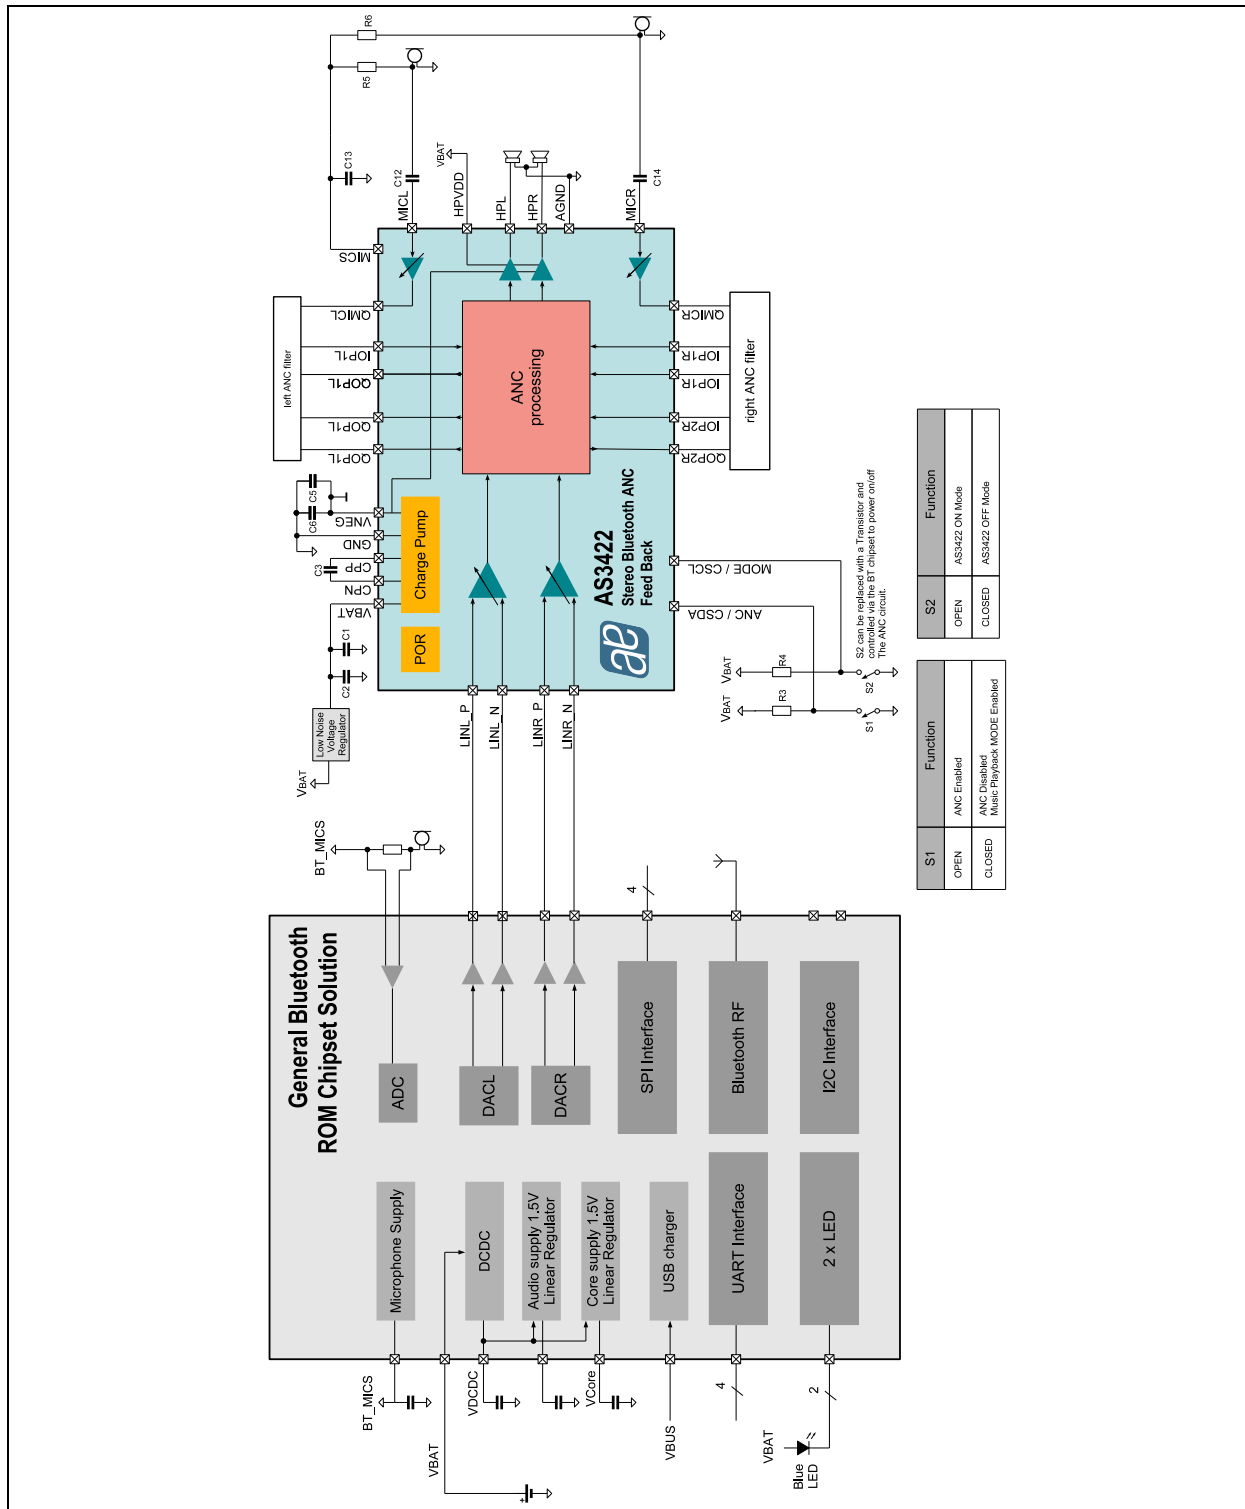 R6
R5
C13
C12
C14
VBAT
MICS
MICL
HPVDD
HPL
HPR
AGND
MICR
left ANC filter
QMICL
IOP1L
QOP1L
QOP1L
QOP1L
ANC
processing
QMICR
IOP1R
IOP1R
IOP2R
QOP2R
right ANC filter
C5
C6
C3
VNEG
GND
CPP
CPN
VBAT
Charge Pump
POR
C1
C2
Low Noise
Voltage
Regulator
VBAT
AS3422
Stereo Bluetooth ANC
Feed Back
MODE / CSCL
ANC / CSDA
LINL_P
LINL_N
LINR_P
LINR_N
VBAT
R4
S2
VBAT
R3
S1
S2 can be replaced with a Transistor and
controlled via the BT chipset to power on/off
The ANC circuit.
S2
Function
OPEN
AS3422 ON Mode
CLOSED
AS3422 OFF Mode
S1
Function
OPEN
ANC Enabled
CLOSED
ANC Disabled
Music Playback MODE Enabled
BT_MICS
4
General Bluetooth
ROM Chipset Solution
ADC
DACL
DACR
SPI Interface
Bluetooth RF
I2C Interface
Microphone Supply
DCDC
Audio supply 1.5V
Linear Regulator
Core supply 1.5V
Linear Regulator
USB charger
UART Interface
2 x LED
BT_MICS
VBAT
VDCDC
VCore
VBUS
4
2
VBAT
Blue
LED
+